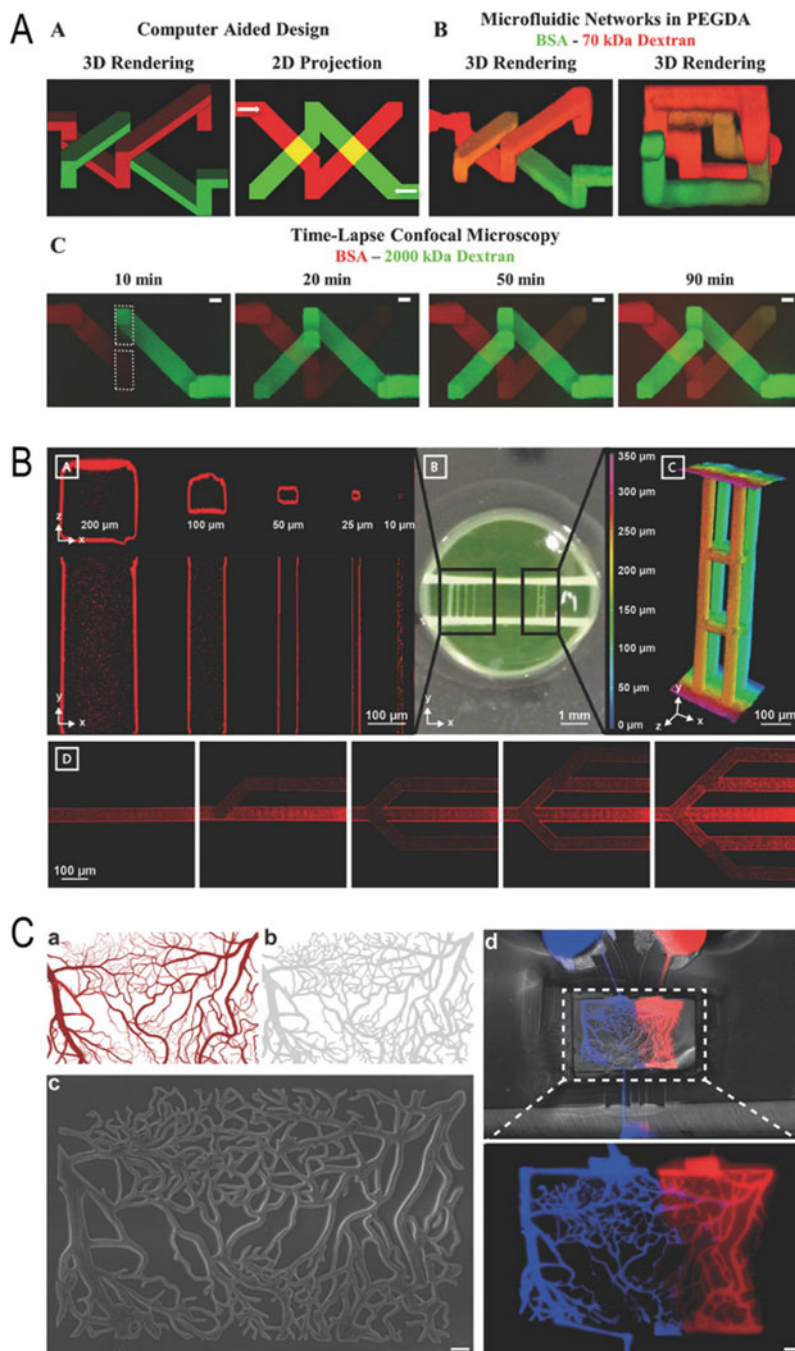 A
A
Computer Aided Design
3D Rendering
2D Projection
B
Microfluidic Networks in PEGDA
BSA - 70 kDa Dextran
3D Rendering
3D Rendering
C
Time-Lapse Confocal Microscopy
BSA – 2000 kDa Dextran
10 min
20 min
50 min
90 min
B
A
200 µm
100 µm
50 µm
25 µm
10 µm
z
x
y
x
100 µm
B
y
x
1 mm
350 µm
300 µm
250 µm
200 µm
150 µm
100 µm
50 µm
0 µm
C
y
z
x
100 µm
D
100 µm
C
a
b
c
d